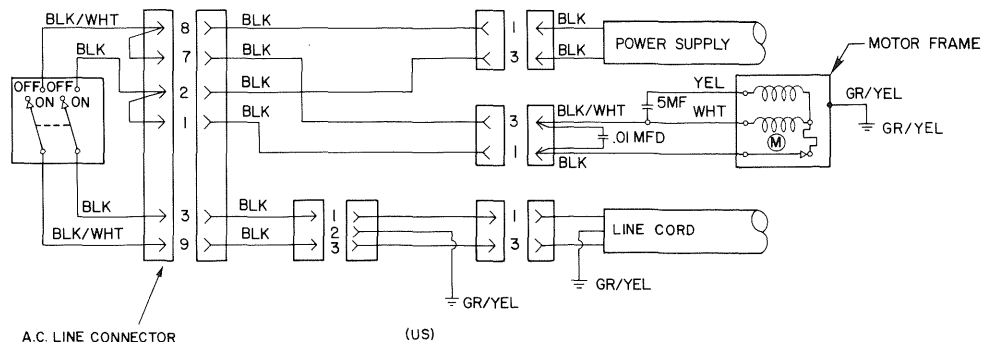 BLK/WHT 8 BLK 1 BLK
POWER SUPPLY
MOTOR FRAME
BLK 7 BLK 3 BLK
OFF OFF 2 BLK YEL GR/YEL
ON ON BLK/WHT 5MF WHT
1 BLK 3 GR/YEL
.01 MFD M
1 BLK
BLK 3 BLK 1 1
2 LINE CORD
BLK/WHT 9 BLK 3 3
GR/YEL
GR/YEL
A.C. LINE CONNECTOR (US)